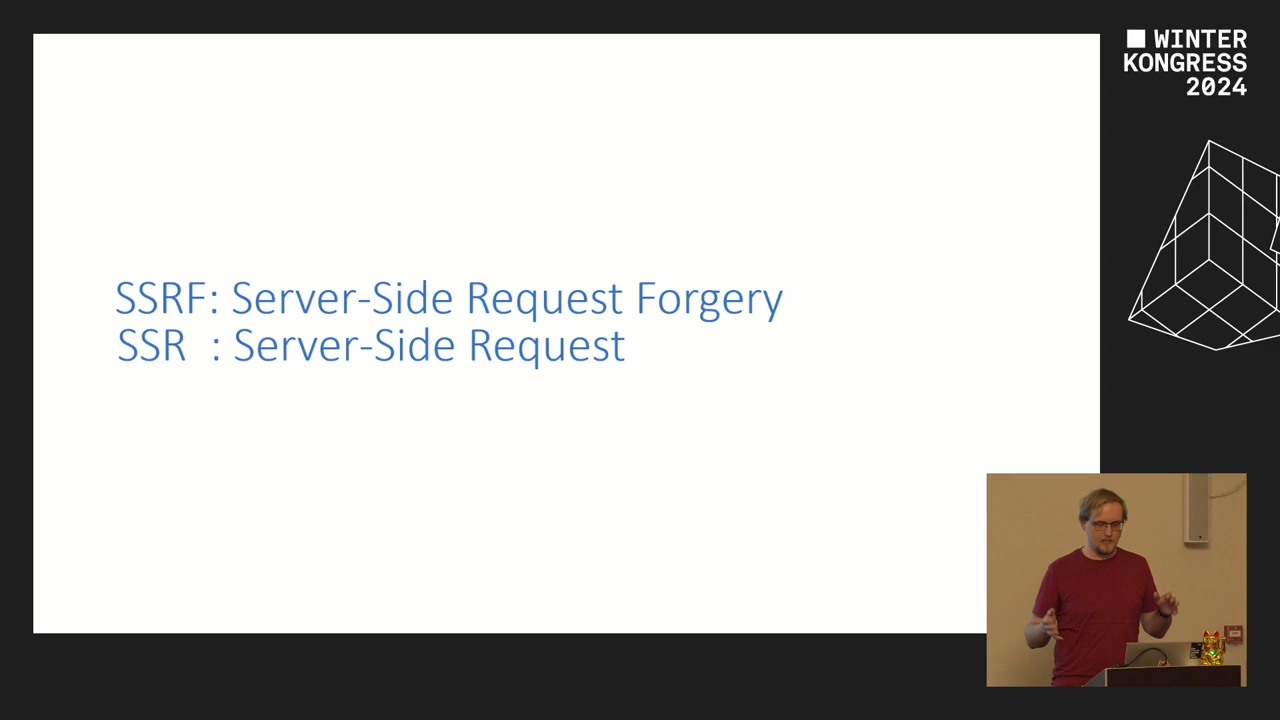 WINTER
KONGRESS
2024
SSRF: Server-Side Request Forgery
SSR : Server-Side Request